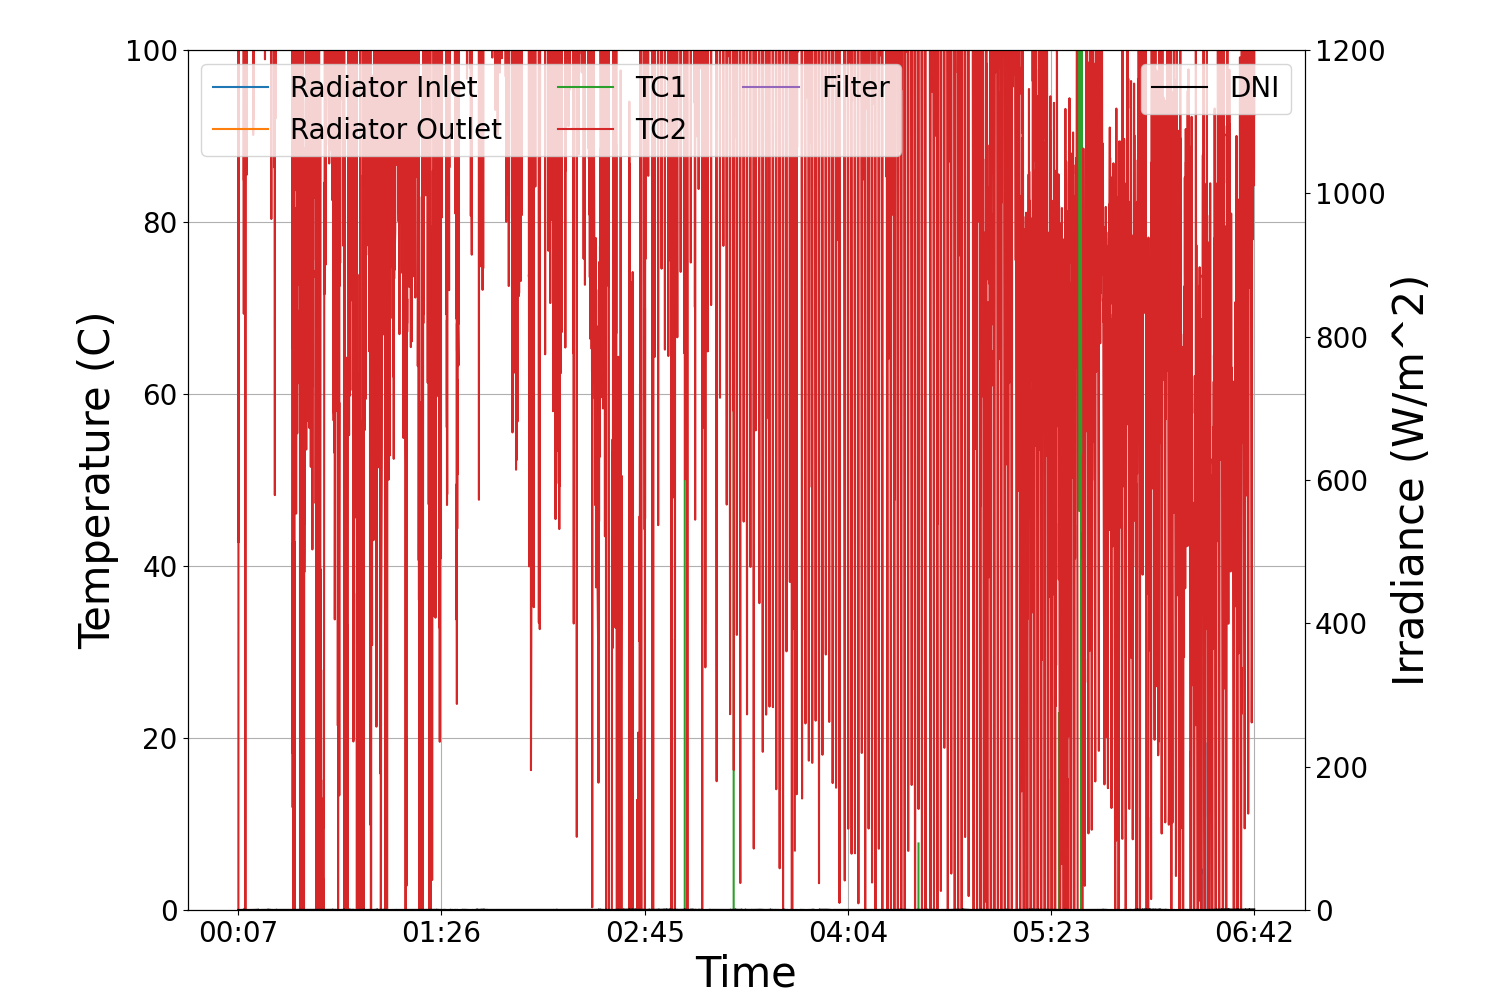 100
80
60
40
20
0
Temperature (C)
Radiator Inlet
Radiator Outlet
TC1
TC2
Filter
DNI
1200
1000
800
600
400
200
0
Irradiance (W/m^2)
00:07 01:26 02:45 04:04 05:23 06:42
Time